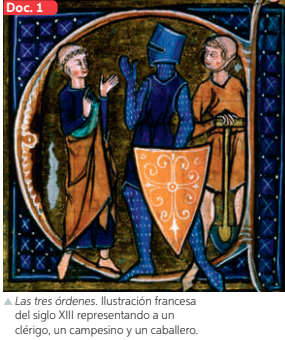 Doc. 1
Las tres órdenes. Ilustración francesa
del siglo XIII representando a un
clérigo, un campesino y un caballero.